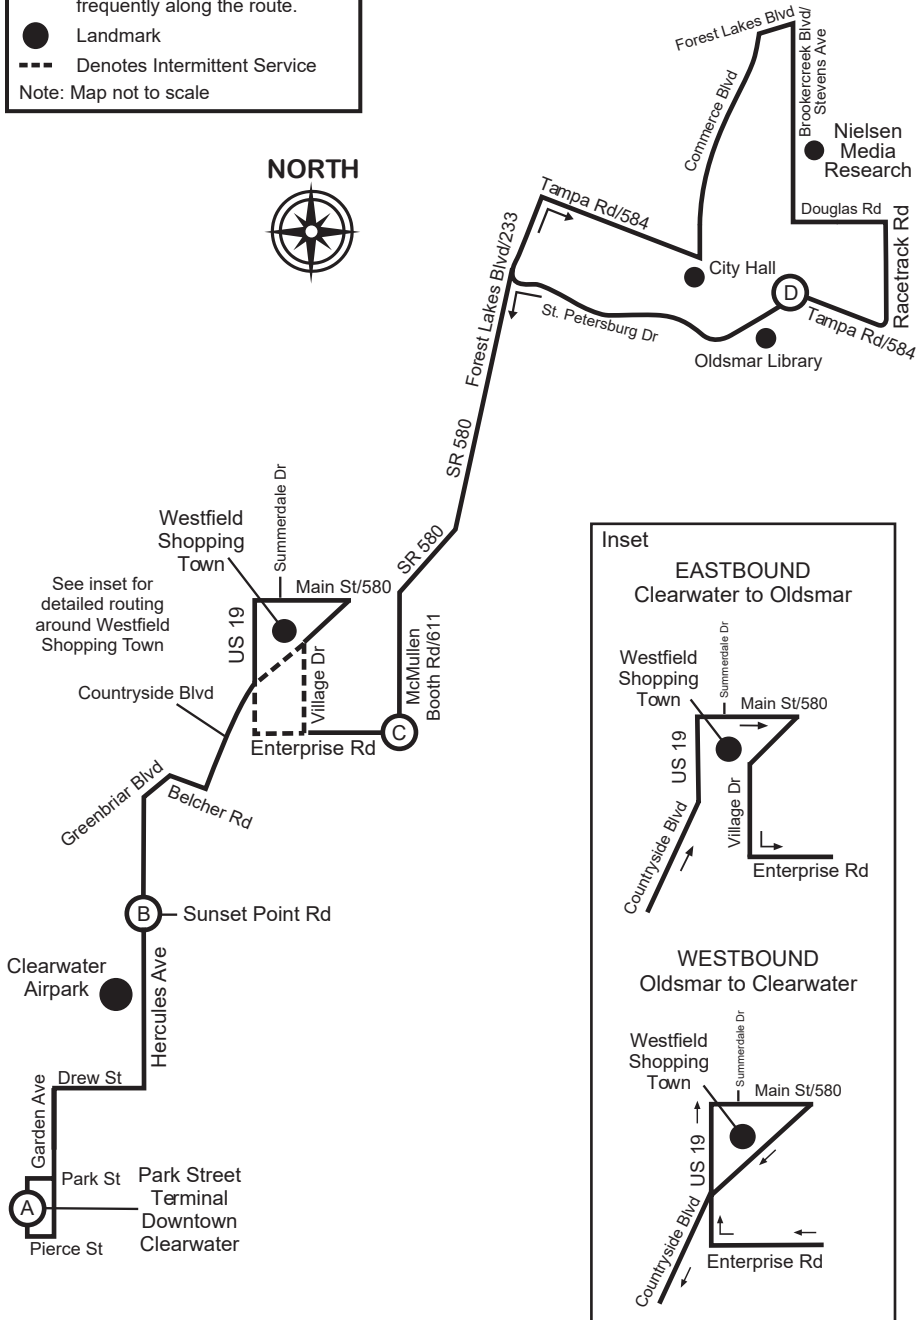 frequently along the route.
Landmark
Denotes Intermittent Service
Note: Map not to scale
NORTH
Forest Lakes Blvd
Brookercreek Blvd/
Stevens Ave
Commerce Blvd
Nielsen
Media
Research
Douglas Rd
Racetrack Rd
Tampa Rd/584
Forest Lakes Blvd/233
City Hall
D
St. Petersburg Dr
Tampa Rd/584
Oldsmar Library
SR 580
SR 580
Summerdale Dr
Westfield
Shopping
Town
See inset for
detailed routing
around Westfield
Shopping Town
Main St/580
US 19
Village Dr
McMullen
Booth Rd/611
Countryside Blvd
C
Enterprise Rd
Greenbriar Blvd
Belcher Rd
B
Sunset Point Rd
Clearwater
Airpark
Hercules Ave
Drew St
Garden Ave
Park St
A
Pierce St
Park Street
Terminal
Downtown
Clearwater
Inset
EASTBOUND
Clearwater to Oldsmar
Summerdale Dr
Westfield
Shopping
Town
Main St/580
US 19
Village Dr
Countryside Blvd
Enterprise Rd
WESTBOUND
Oldsmar to Clearwater
Summerdale Dr
Westfield
Shopping
Town
Main St/580
US 19
Countryside Blvd
Enterprise Rd